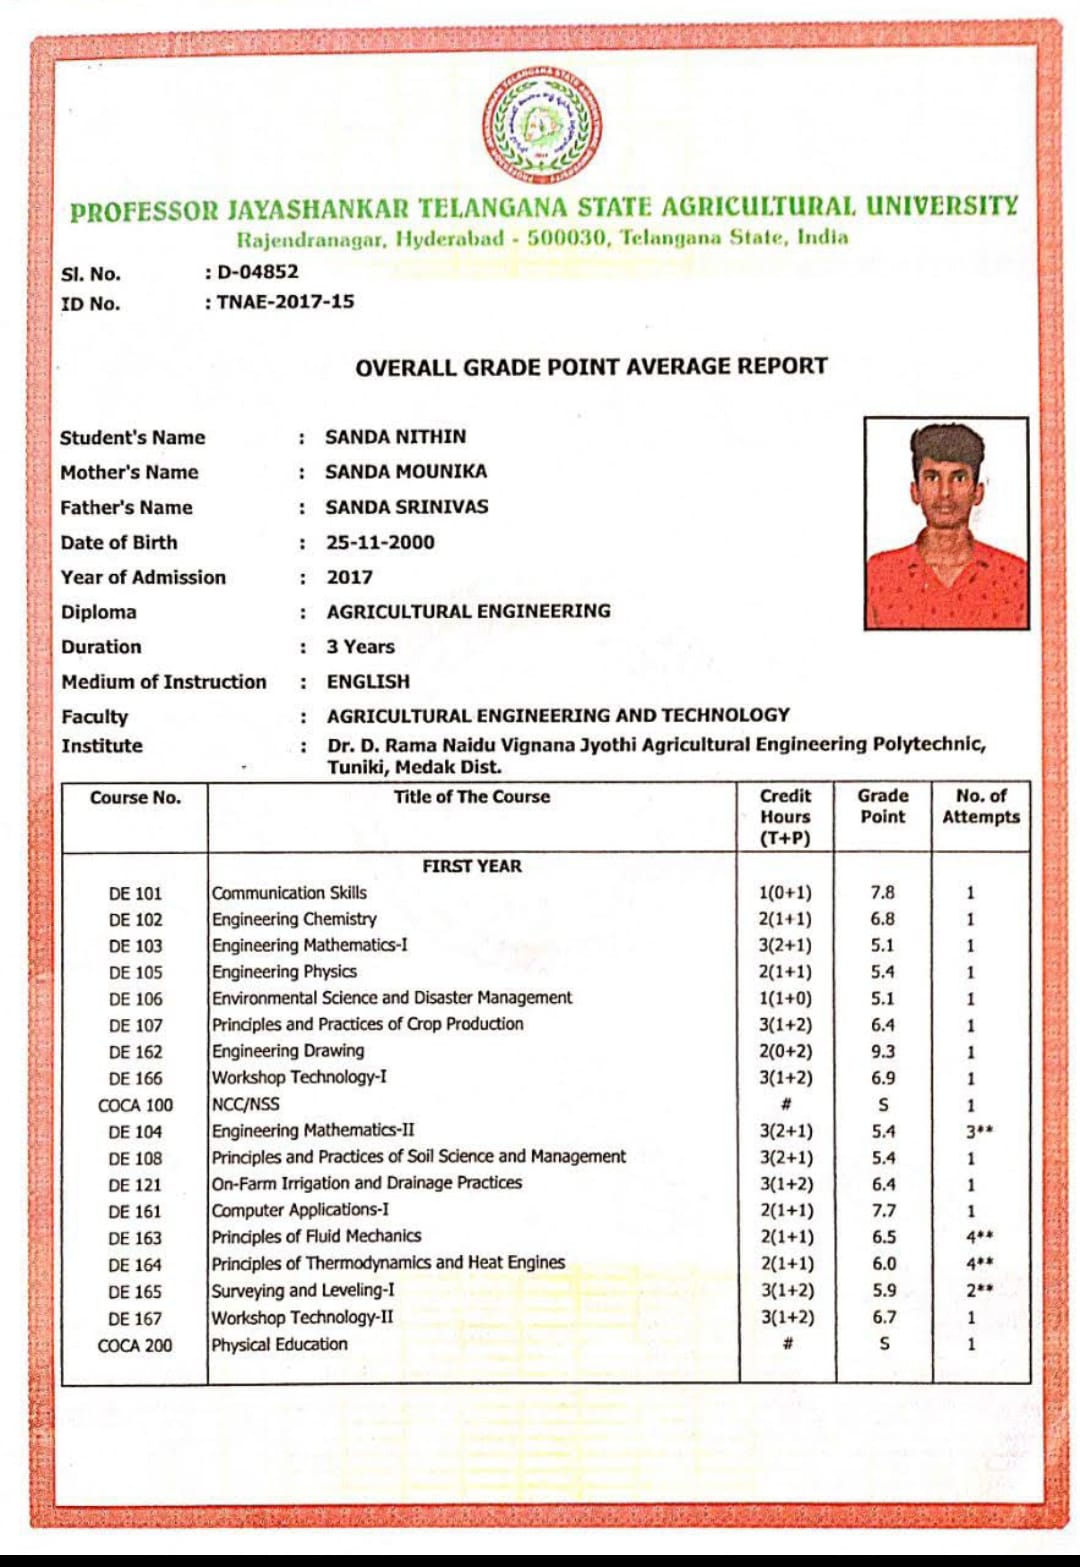 PROFESSOR JAYASHANKAR TELANGANA STATE AGRICULTURAL UNIVERSITY
Rajendranagar, Hyderabad - 500030, Telangana State, India
Sl. No. : D-04852
ID No. : TNAE-2017-15
OVERALL GRADE POINT AVERAGE REPORT
Student's Name : SANDA NITHIN
Mother's Name : SANDA MOUNIKA
Father's Name : SANDA SRINIVAS
Date of Birth : 25-11-2000
Year of Admission : 2017
Diploma : AGRICULTURAL ENGINEERING
Duration : 3 Years
Medium of Instruction : ENGLISH
Faculty : AGRICULTURAL ENGINEERING AND TECHNOLOGY
Institute : Dr. D. Rama Naidu Vignana Jyothi Agricultural Engineering Polytechnic,
Tuniki, Medak Dist.
Course No. Title of The Course Credit Grade No. of
Hours Point Attempts
(T+P)
FIRST YEAR
DE 101 Communication Skills 1(0+1) 7.8 1
DE 102 Engineering Chemistry 2(1+1) 6.8 1
DE 103 Engineering Mathematics-I 3(2+1) 5.1 1
DE 105 Engineering Physics 2(1+1) 5.4 1
DE 106 Environmental Science and Disaster Management 1(1+0) 5.1 1
DE 107 Principles and Practices of Crop Production 3(1+2) 6.4 1
DE 162 Engineering Drawing 2(0+2) 9.3 1
DE 166 Workshop Technology-I 3(1+2) 6.9 1
COCA 100 NCC/NSS # S 1
DE 104 Engineering Mathematics-II 3(2+1) 5.4 3**
DE 108 Principles and Practices of Soil Science and Management 3(2+1) 5.4 1
DE 121 On-Farm Irrigation and Drainage Practices 3(1+2) 6.4 1
DE 161 Computer Applications-I 2(1+1) 7.7 1
DE 163 Principles of Fluid Mechanics 2(1+1) 6.5 4**
DE 164 Principles of Thermodynamics and Heat Engines 2(1+1) 6.0 4**
DE 165 Surveying and Leveling-I 3(1+2) 5.9 2**
DE 167 Workshop Technology-II 3(1+2) 6.7 1
COCA 200 Physical Education # S 1